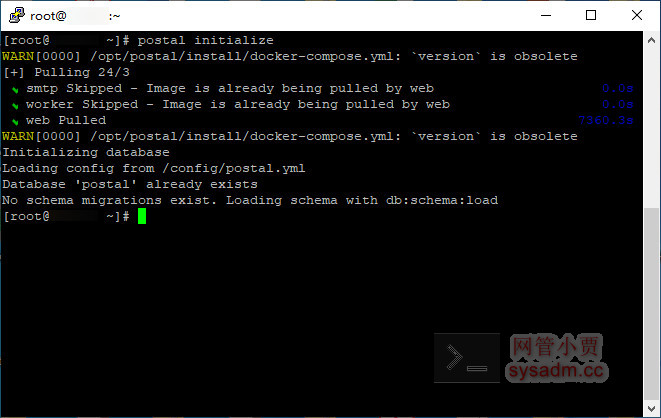 root@ :~
[root@ ~]# postal initialize
WARN[0000] /opt/postal/install/docker-compose.yml: `version` is obsolete
[+] Pulling 24/3
✔ smtp Skipped - Image is already being pulled by web 0.0s
✔ worker Skipped - Image is already being pulled by web 0.0s
✔ web Pulled 7360.3s
WARN[0000] /opt/postal/install/docker-compose.yml: `version` is obsolete
Initializing database
Loading config from /config/postal.yml
Database 'postal' already exists
No schema migrations exist. Loading schema with db:schema:load
[root@ ~]#
网管小贾
sysadm.cc